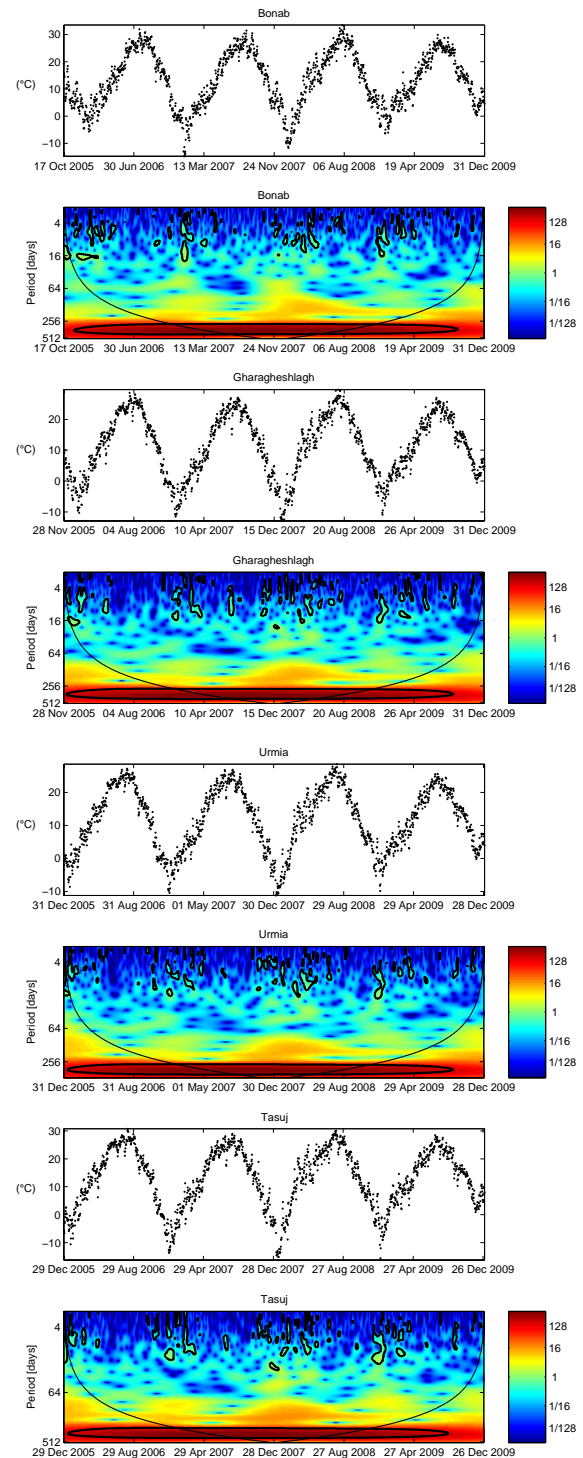 Bonab
30
20
(°C)
10
0
−10
17 Oct 2005 30 Jun 2006 13 Mar 2007 24 Nov 2007 06 Aug 2008 19 Apr 2009 31 Dec 2009
Bonab
Period [days]
4
16
64
256
512
128
16
1
1/16
1/128
17 Oct 2005 30 Jun 2006 13 Mar 2007 24 Nov 2007 06 Aug 2008 19 Apr 2009 31 Dec 2009
Gharagheshlagh
20
(°C)
10
0
−10
28 Nov 2005 04 Aug 2006 10 Apr 2007 15 Dec 2007 20 Aug 2008 26 Apr 2009 31 Dec 2009
Gharagheshlagh
Period [days]
4
16
64
256
512
128
16
1
1/16
1/128
28 Nov 2005 04 Aug 2006 10 Apr 2007 15 Dec 2007 20 Aug 2008 26 Apr 2009 31 Dec 2009
Urmia
20
(°C)
10
0
−10
31 Dec 2005 31 Aug 2006 01 May 2007 30 Dec 2007 29 Aug 2008 29 Apr 2009 28 Dec 2009
Urmia
Period [days]
4
64
256
128
16
1
1/16
1/128
31 Dec 2005 31 Aug 2006 01 May 2007 30 Dec 2007 29 Aug 2008 29 Apr 2009 28 Dec 2009
Tasuj
30
20
(°C)
10
0
−10
29 Dec 2005 29 Aug 2006 29 Apr 2007 28 Dec 2007 27 Aug 2008 27 Apr 2009 26 Dec 2009
Tasuj
Period [days]
4
64
512
128
16
1
1/16
1/128
29 Dec 2005 29 Aug 2006 29 Apr 2007 28 Dec 2007 27 Aug 2008 27 Apr 2009 26 Dec 2009